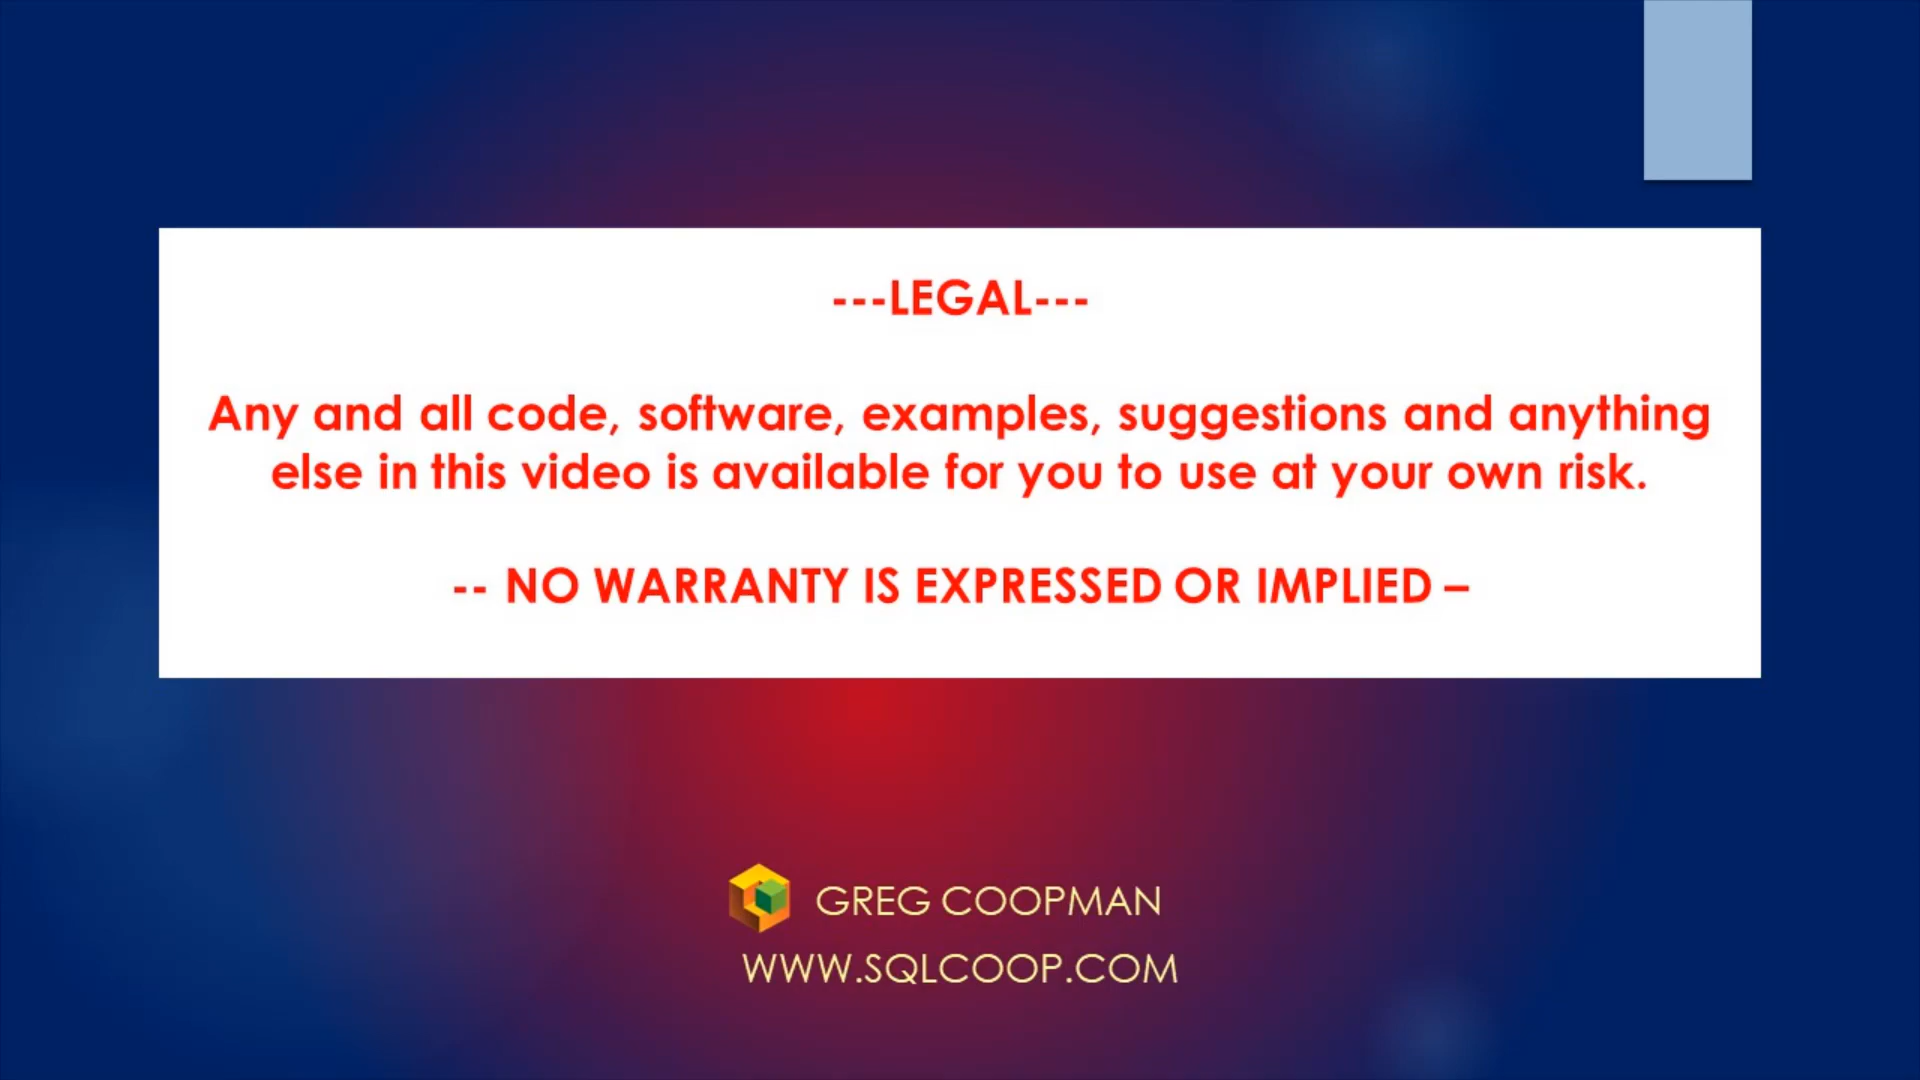 ---LEGAL---
Any and all code, software, examples, suggestions and anything
else in this video is available for you to use at your own risk.
-- NO WARRANTY IS EXPRESSED OR IMPLIED –
GREG COOPMAN
WWW.SQLCOOP.COM